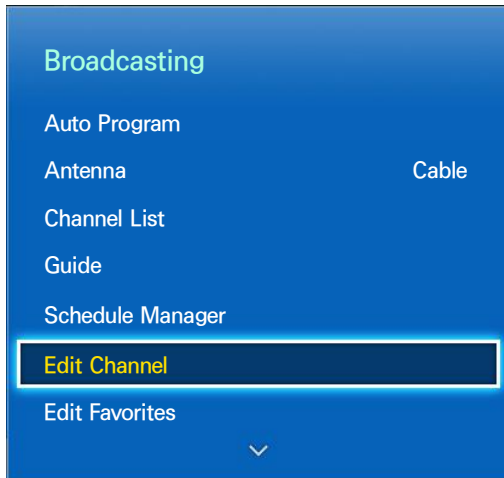 Broadcasting
Auto Program
Antenna Cable
Channel List
Guide
Schedule Manager
Edit Channel
Edit Favorites